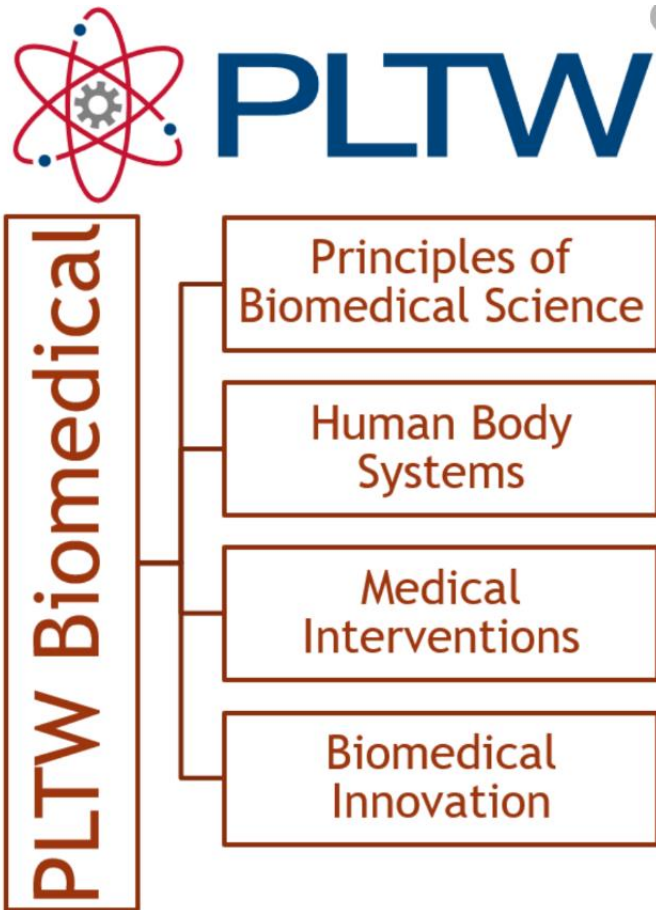 PLTW
PLTW Biomedical
Principles of
Biomedical Science
Human Body
Systems
Medical
Interventions
Biomedical
Innovation